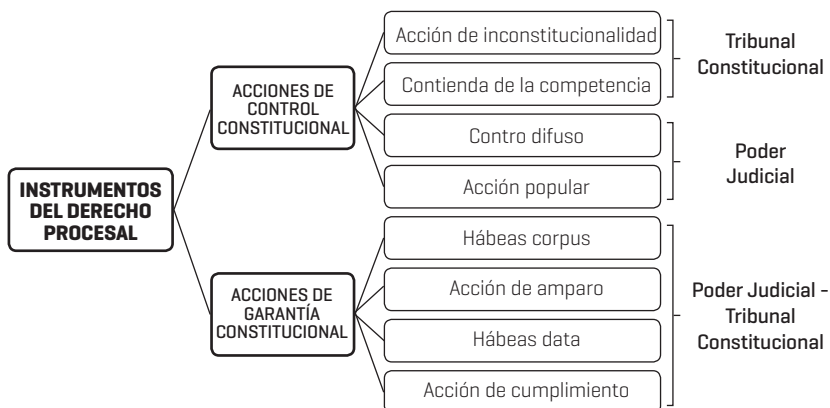 INSTRUMENTOS
DEL DERECHO
PROCESAL
ACCIONES DE
CONTROL
CONSTITUCIONAL
Acción de inconstitucionalidad
Contienda de la competencia
Contro difuso
Acción popular
Tribunal
Constitucional
Poder
Judicial
ACCIONES DE
GARANTÍA
CONSTITUCIONAL
Hábeas corpus
Acción de amparo
Hábeas data
Acción de cumplimiento
Poder Judicial -
Tribunal
Constitucional